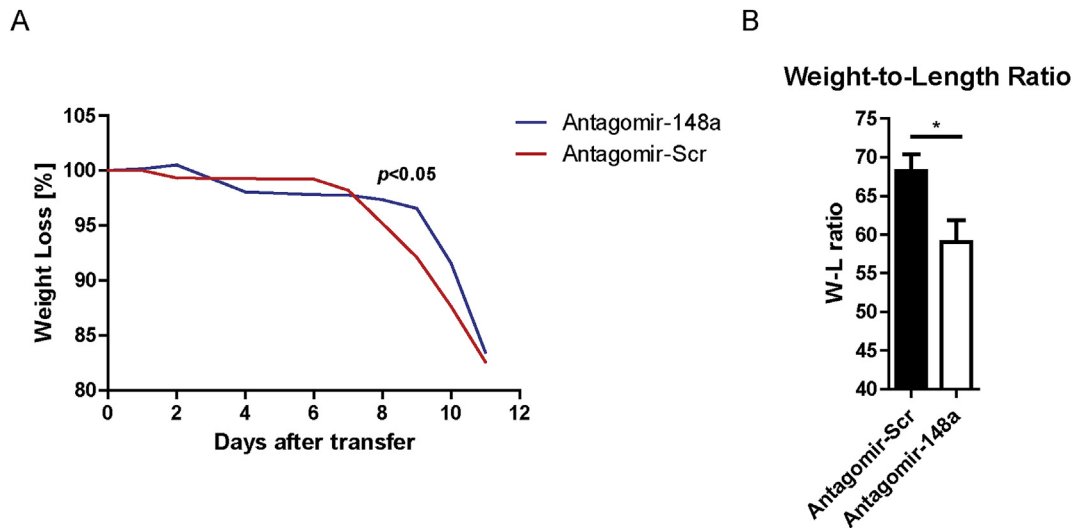 A
105
100
95
90
85
80
Weight Loss [%]
0 2 4 6 8 10 12
Days after transfer
p<0.05
Antagomir-148a
Antagomir-Scr
B
Weight-to-Length Ratio
75
70
65
60
55
50
45
40
W-L ratio
*
Antagomir-Scr
Antagomir-148a